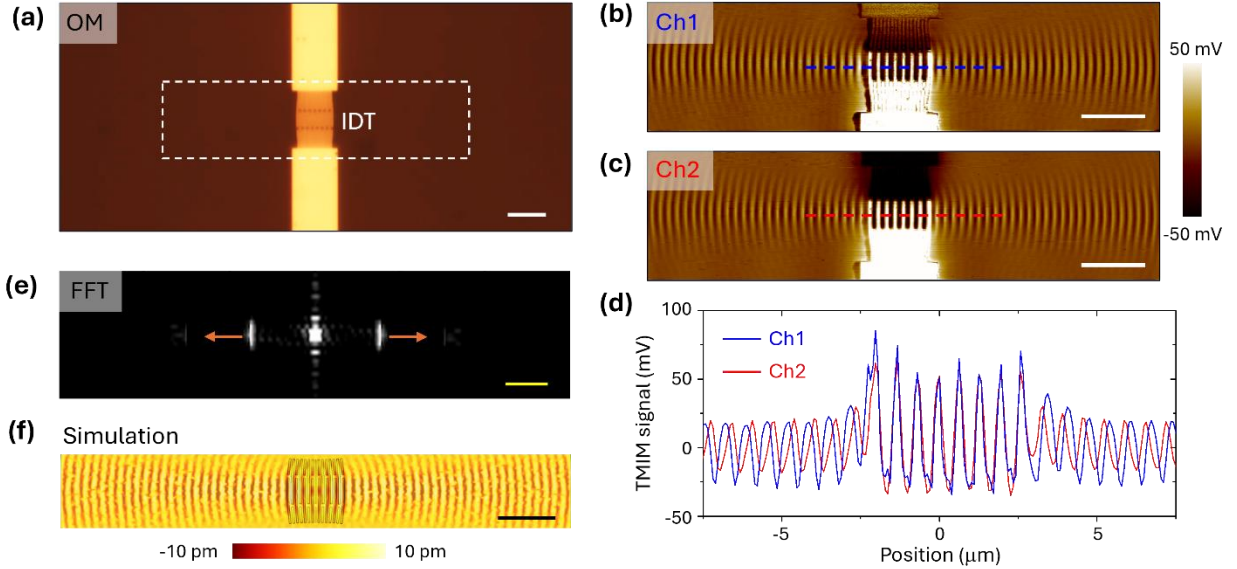 (a)
OM
IDT
(b)
Ch1
50 mV
-50 mV
(c)
Ch2
(e)
FFT
(f)
Simulation
-10 pm
10 pm
(d)
100
50
0
-50
TMIM signal (mV)
Ch1
Ch2
-5
0
5
Position (μm)